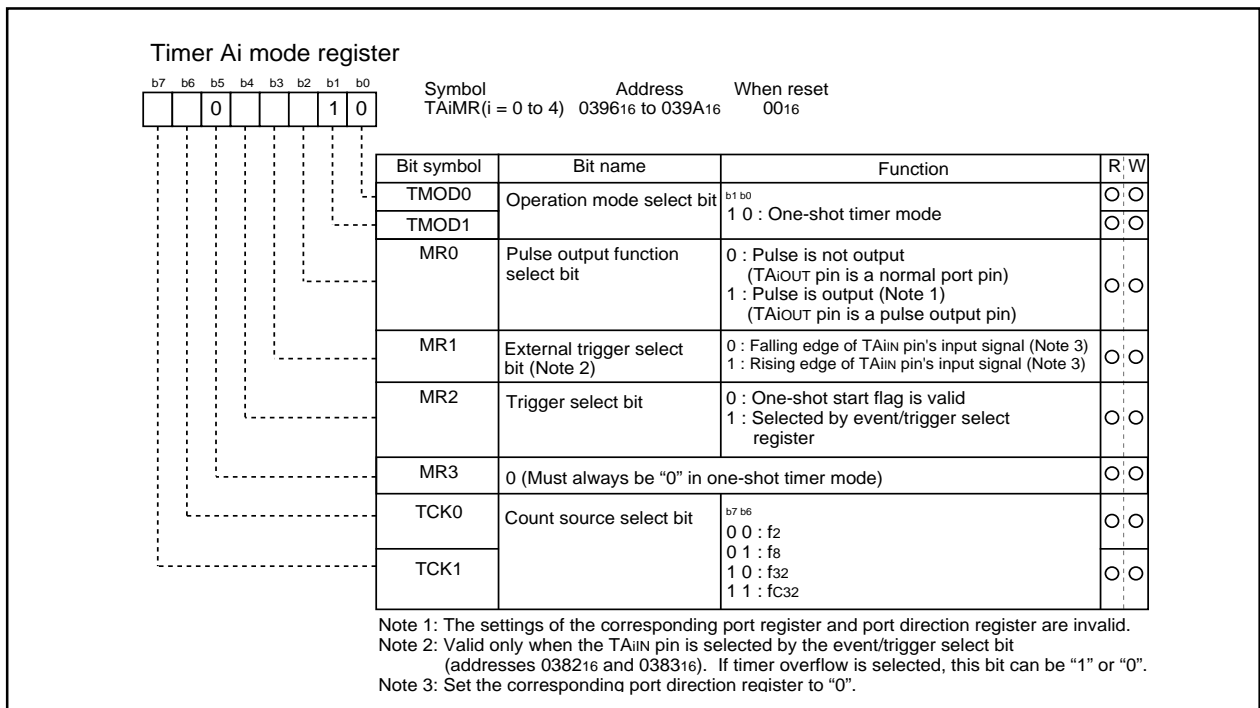 Timer Ai mode register
b7 b6 b5 b4 b3 b2 b1 b0
0 1 0
Symbol Address When reset
TAiMR(i = 0 to 4) 039616 to 039A16 0016
Bit symbol Bit name Function R W
TMOD0 Operation mode select bit b1 b0
1 0 : One-shot timer mode
TMOD1
MR0 Pulse output function select bit 0 : Pulse is not output
(TAiOUT pin is a normal port pin)
1 : Pulse is output (Note 1)
(TAiOUT pin is a pulse output pin)
MR1 External trigger select bit (Note 2) 0 : Falling edge of TAiIN pin's input signal (Note 3)
1 : Rising edge of TAiIN pin's input signal (Note 3)
MR2 Trigger select bit 0 : One-shot start flag is valid
1 : Selected by event/trigger select
register
MR3 0 (Must always be “0” in one-shot timer mode)
TCK0 Count source select bit b7 b6
0 0 : f2
0 1 : f8
TCK1 1 0 : f32
1 1 : fC32
Note 1: The settings of the corresponding port register and port direction register are invalid.
Note 2: Valid only when the TAiIN pin is selected by the event/trigger select bit
(addresses 038216 and 038316). If timer overflow is selected, this bit can be “1” or “0”.
Note 3: Set the corresponding port direction register to “0”.